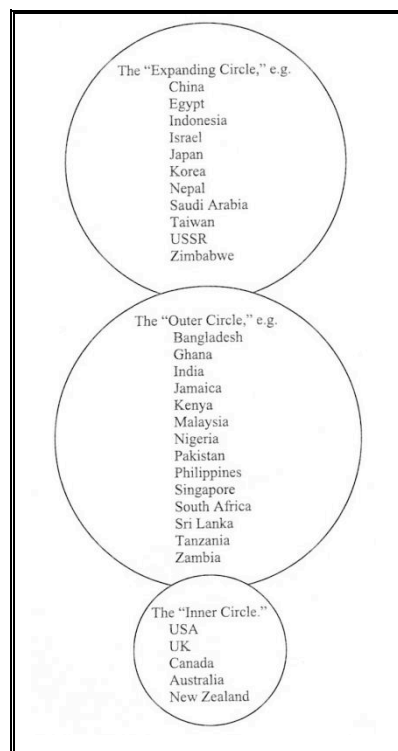 The “Expanding Circle,” e.g.
China
Egypt
Indonesia
Israel
Japan
Korea
Nepal
Saudi Arabia
Taiwan
USSR
Zimbabwe
The “Outer Circle,” e.g.
Bangladesh
Ghana
India
Jamaica
Kenya
Malaysia
Nigeria
Pakistan
Philippines
Singapore
South Africa
Sri Lanka
Tanzania
Zambia
The “Inner Circle.”
USA
UK
Canada
Australia
New Zealand